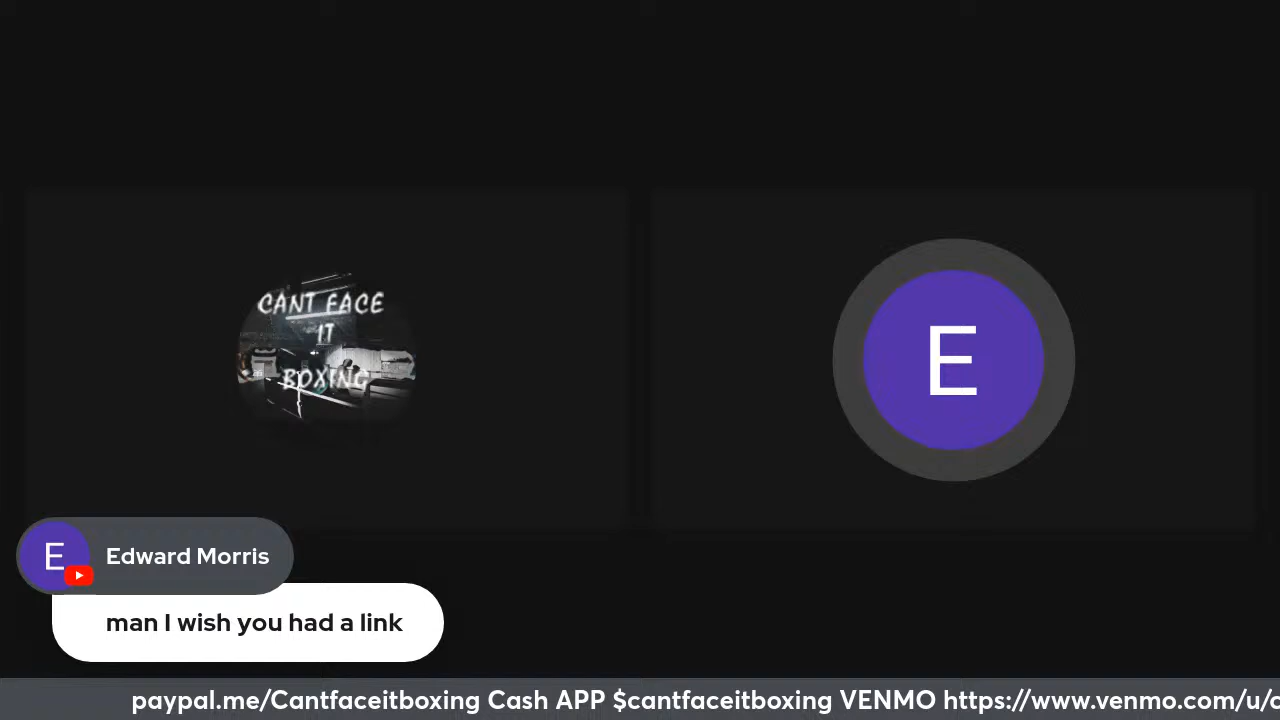 CANT FACE
IT
BOXING
E
E
Edward Morris
man I wish you had a link
paypal.me/Cantfaceitboxing Cash APP $cantfaceitboxing VENMO https://www.venmo.com/u/c